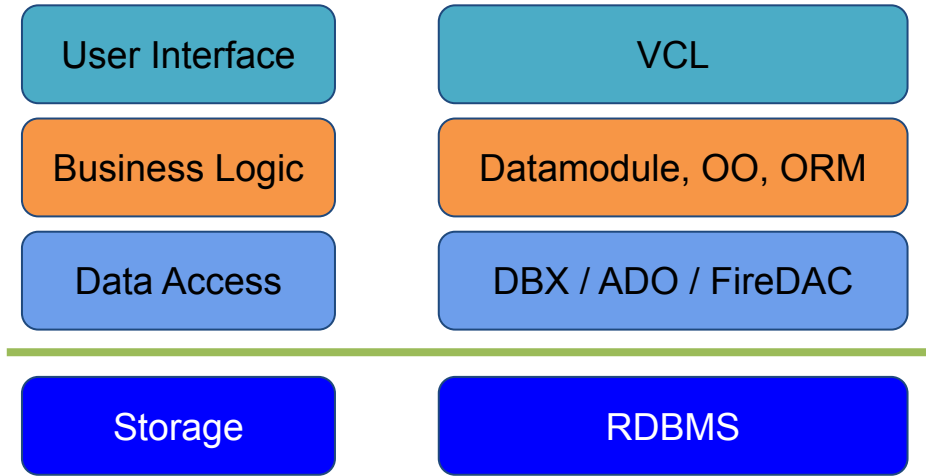 User Interface
VCL
Business Logic
Datamodule, OO, ORM
Data Access
DBX / ADO / FireDAC
Storage
RDBMS